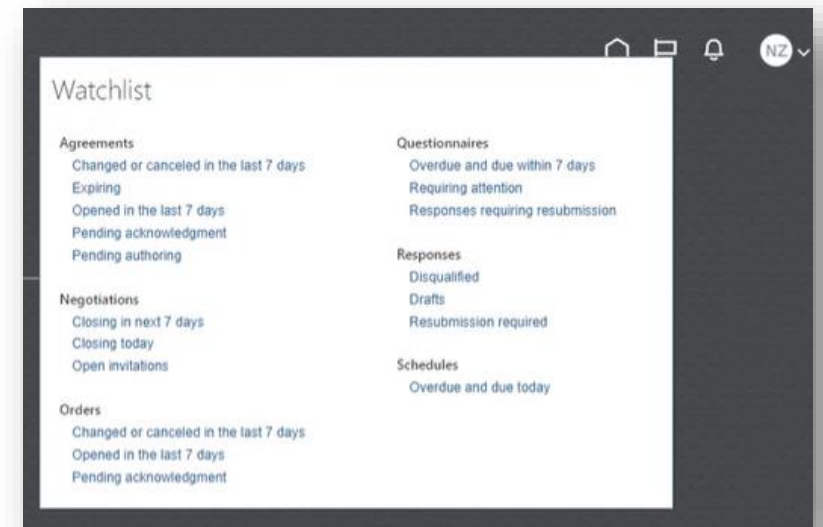 NZ
Watchlist
Agreements
Changed or canceled in the last 7 days
Expiring
Opened in the last 7 days
Pending acknowledgment
Pending authoring
Negotiations
Closing in next 7 days
Closing today
Open invitations
Orders
Changed or canceled in the last 7 days
Opened in the last 7 days
Pending acknowledgment
Questionnaires
Overdue and due within 7 days
Requiring attention
Responses requiring resubmission
Responses
Disqualified
Drafts
Resubmission required
Schedules
Overdue and due today